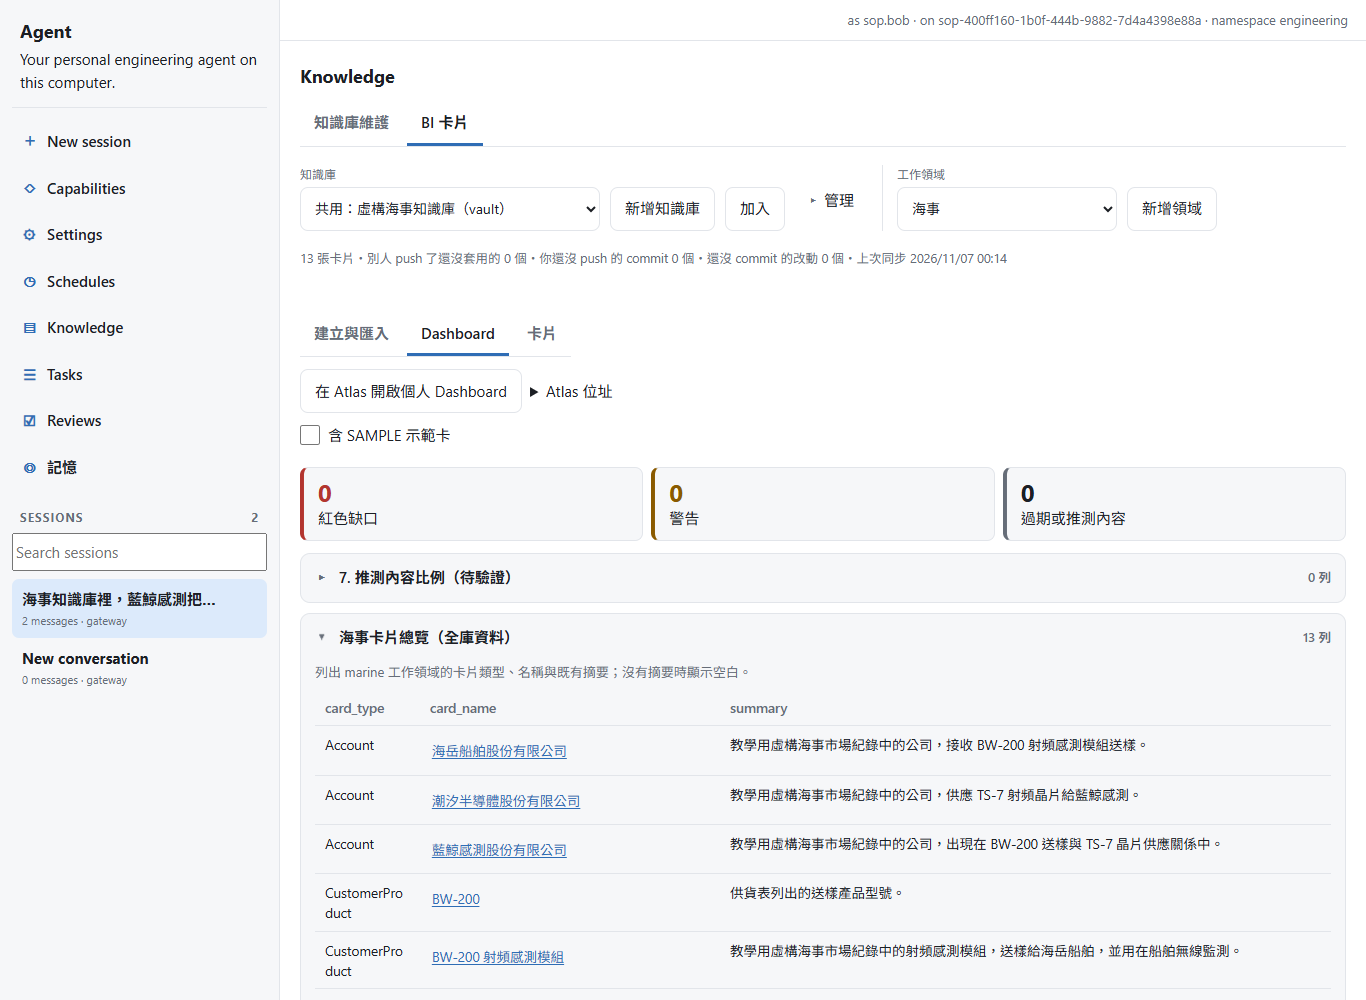 Agent
Your personal engineering agent on
this computer.
New session
Capabilities
Settings
Schedules
Knowledge
Tasks
Reviews
記憶
SESSIONS 2
Search sessions
海事知識庫裡，藍鯨感測把...
2 messages · gateway
New conversation
0 messages · gateway
as sop.bob · on sop-400ff160-1b0f-444b-9882-7d4a4398e88a · namespace engineering
Knowledge
知識庫維護 BI 卡片
知識庫 工作領域
共用：虛構海事知識庫（vault） 新增知識庫 加入 管理 海事 新增領域
13 張卡片・別人 push 了還沒套用的 0 個・你還沒 push 的 commit 0 個・還沒 commit 的改動 0 個・上次同步 2026/11/07 00:14
建立與匯入 Dashboard 卡片
在 Atlas 開啟個人 Dashboard Atlas 位址
含 SAMPLE 示範卡
0
紅色缺口
0
警告
0
過期或推測內容
7. 推測內容比例（待驗證） 0 列
海事卡片總覽（全庫資料） 13 列
列出 marine 工作領域的卡片類型、名稱與既有摘要；沒有摘要時顯示空白。
card_type card_name summary
Account 海岳船舶股份有限公司 教學用虛構海事市場紀錄中的公司，接收 BW-200 射頻感測模組送樣。
Account 潮汐半導體股份有限公司 教學用虛構海事市場紀錄中的公司，供應 TS-7 射頻晶片給藍鯨感測。
Account 藍鯨感測股份有限公司 教學用虛構海事市場紀錄中的公司，出現在 BW-200 送樣與 TS-7 晶片供應關係中。
CustomerPro
duct BW-200 供貨表列出的送樣產品型號。
CustomerPro
duct BW-200 射頻感測模組 教學用虛構海事市場紀錄中的射頻感測模組，送樣給海岳船舶，並用在船舶無線監測。